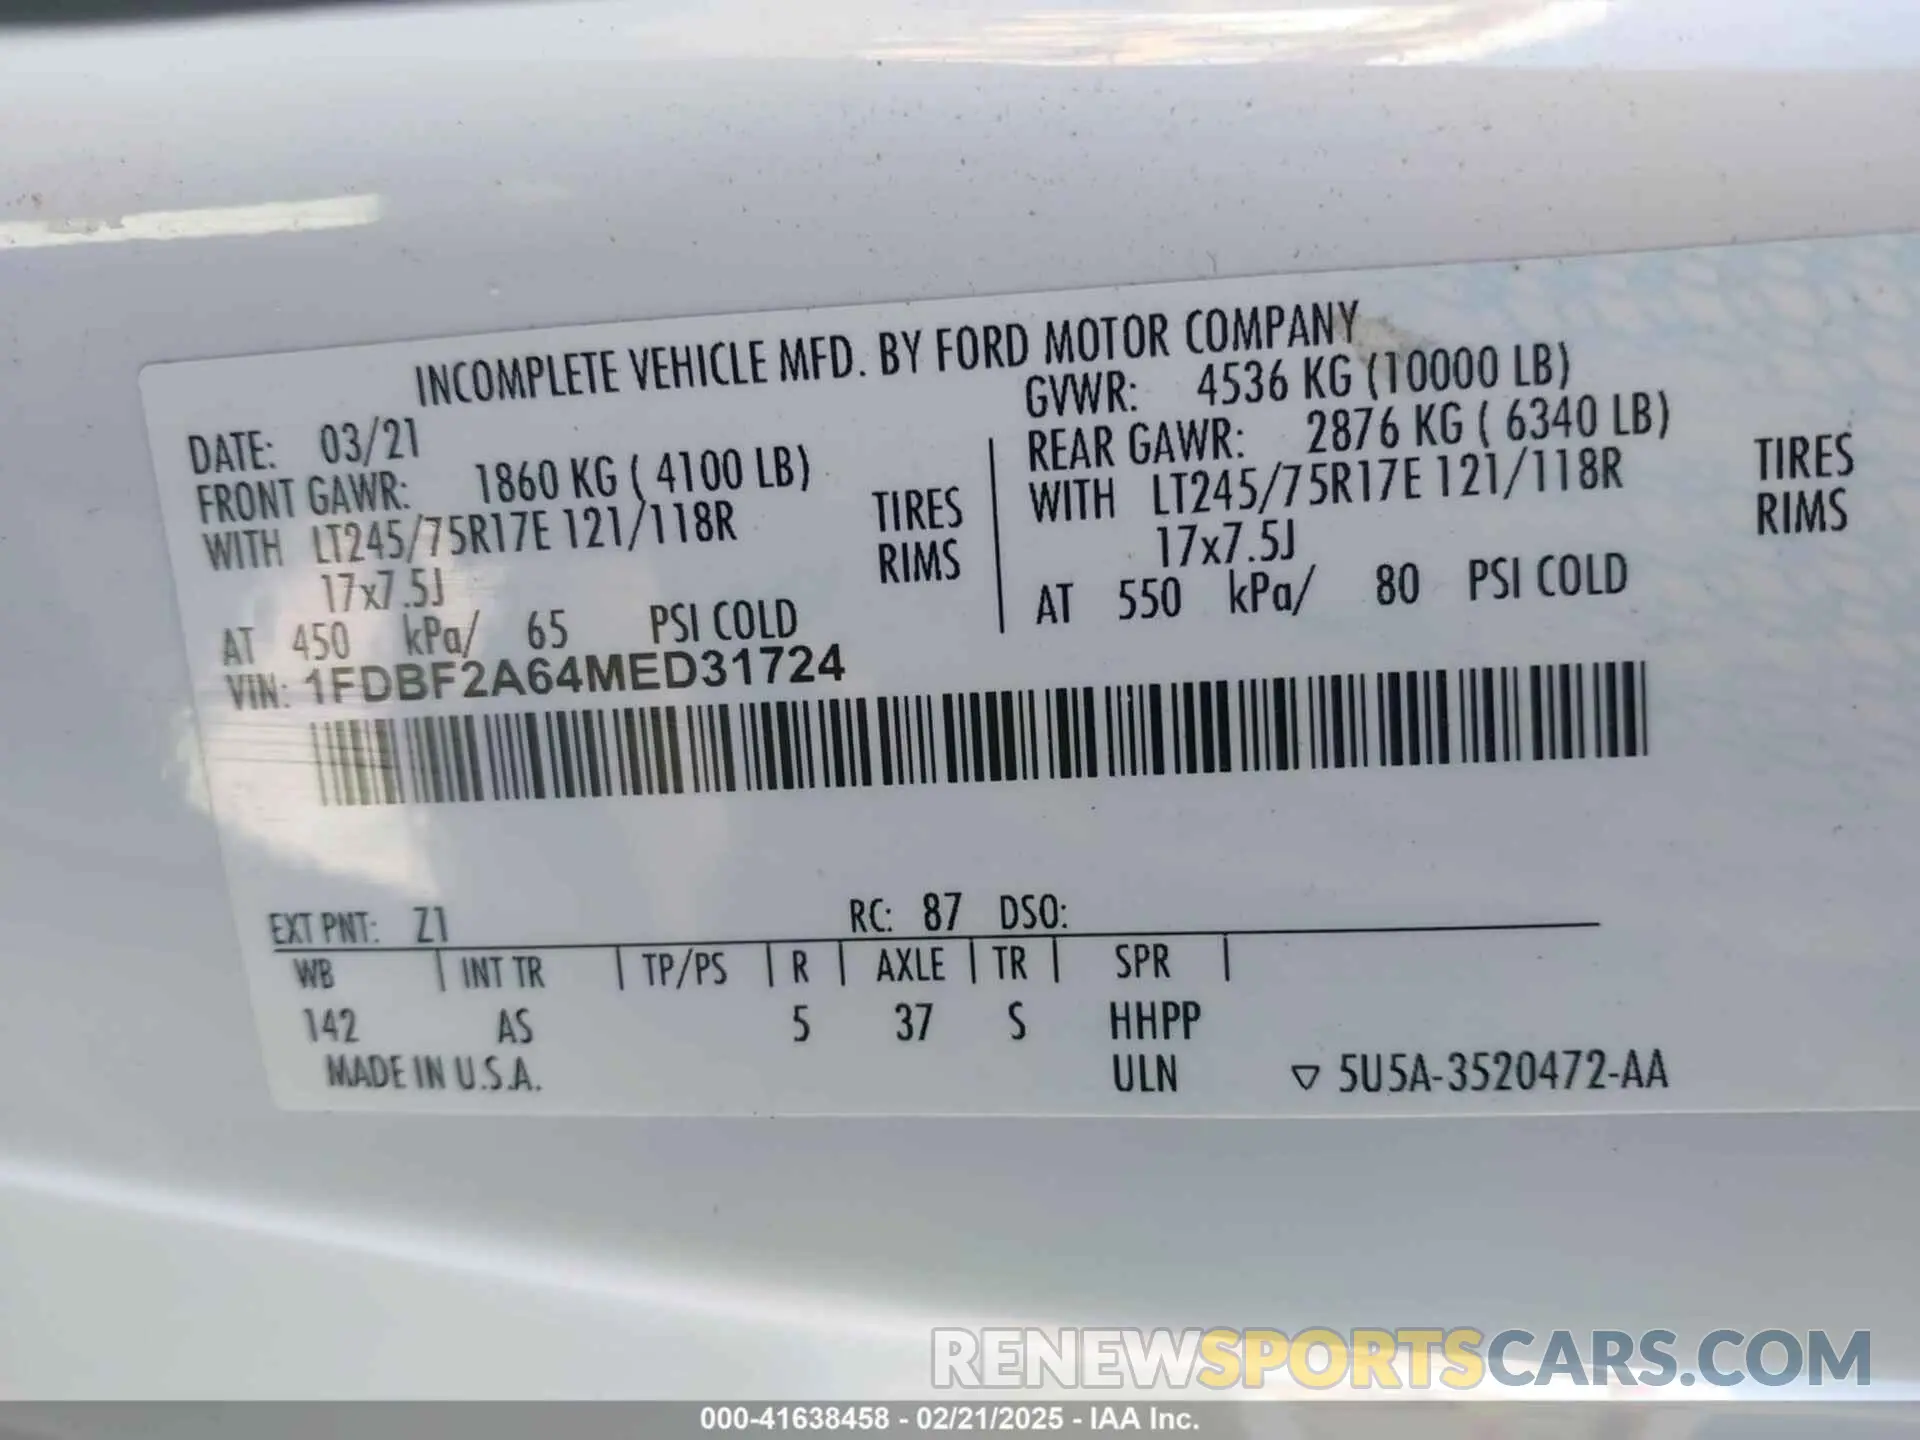 INCOMPLETE VEHICLE MFD. BY FORD MOTOR COMPANY
DATE: 03/21
FRONT GAWR: 1860 KG ( 4100 LB)
WITH LT245/75R17E 121/118R TIRES
17x7.5J RIMS
AT 450 kPa/ 65 PSI COLD
GVWR: 4536 KG (10000 LB)
REAR GAWR: 2876 KG ( 6340 LB)
WITH LT245/75R17E 121/118R TIRES
17x7.5J RIMS
AT 550 kPa/ 80 PSI COLD
VIN: 1FDBF2A64MED31724
EXT PNT: Z1 RC: 87 DSO:
WB | INT TR | TP/PS | R | AXLE | TR | SPR |
142 AS 5 37 S HHPP
MADE IN U.S.A. ULN ▽ 5U5A-3520472-AA
RENEWSPORTSCARS.COM
000-41638458 - 02/21/2025 - IAA Inc.